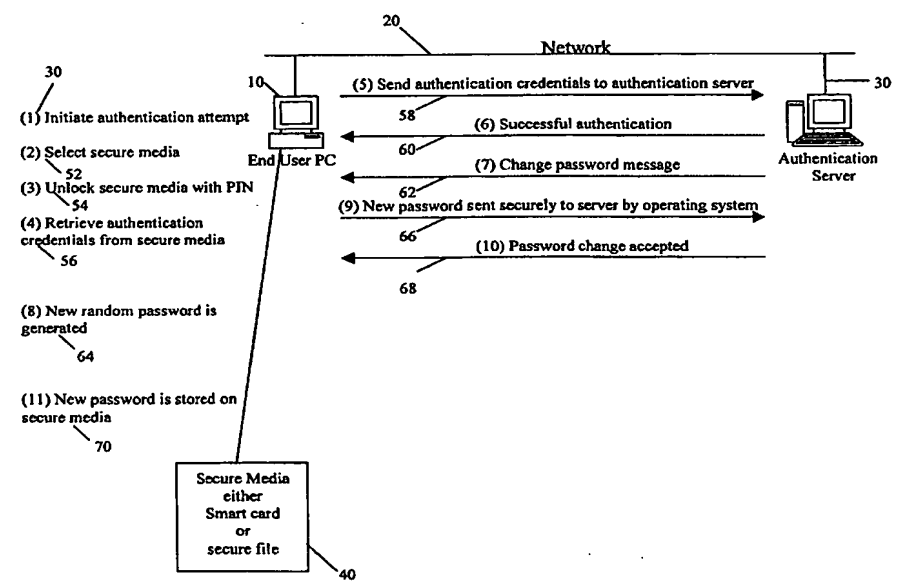 20
Network
30
(1) Initiate authentication attempt
(2) Select secure media
52
(3) Unlock secure media with PIN
54
(4) Retrieve authentication
credentials from secure media
56
(8) New random password is
generated
64
(11) New password is stored on
secure media
70
10
End User PC
(5) Send authentication credentials to authentication server
58
(6) Successful authentication
60
(7) Change password message
62
(9) New password sent securely to server by operating system
66
(10) Password change accepted
68
30
Authentication
Server
Secure Media
either
Smart card
or
secure file
40